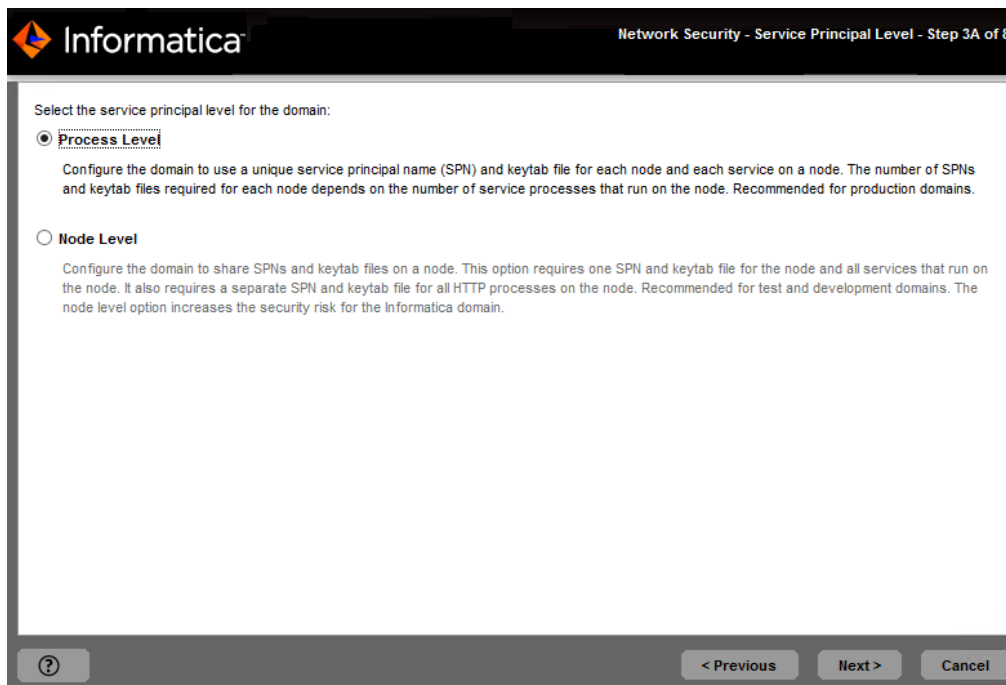 Informatica
Network Security - Service Principal Level - Step 3A of 8
Select the service principal level for the domain:
Process Level
Configure the domain to use a unique service principal name (SPN) and keytab file for each node and each service on a node. The number of SPNs
and keytab files required for each node depends on the number of service processes that run on the node. Recommended for production domains.
Node Level
Configure the domain to share SPNs and keytab files on a node. This option requires one SPN and keytab file for the node and all services that run on
the node. It also requires a separate SPN and keytab file for all HTTP processes on the node. Recommended for test and development domains. The
node level option increases the security risk for the Informatica domain.
?
< Previous
Next >
Cancel